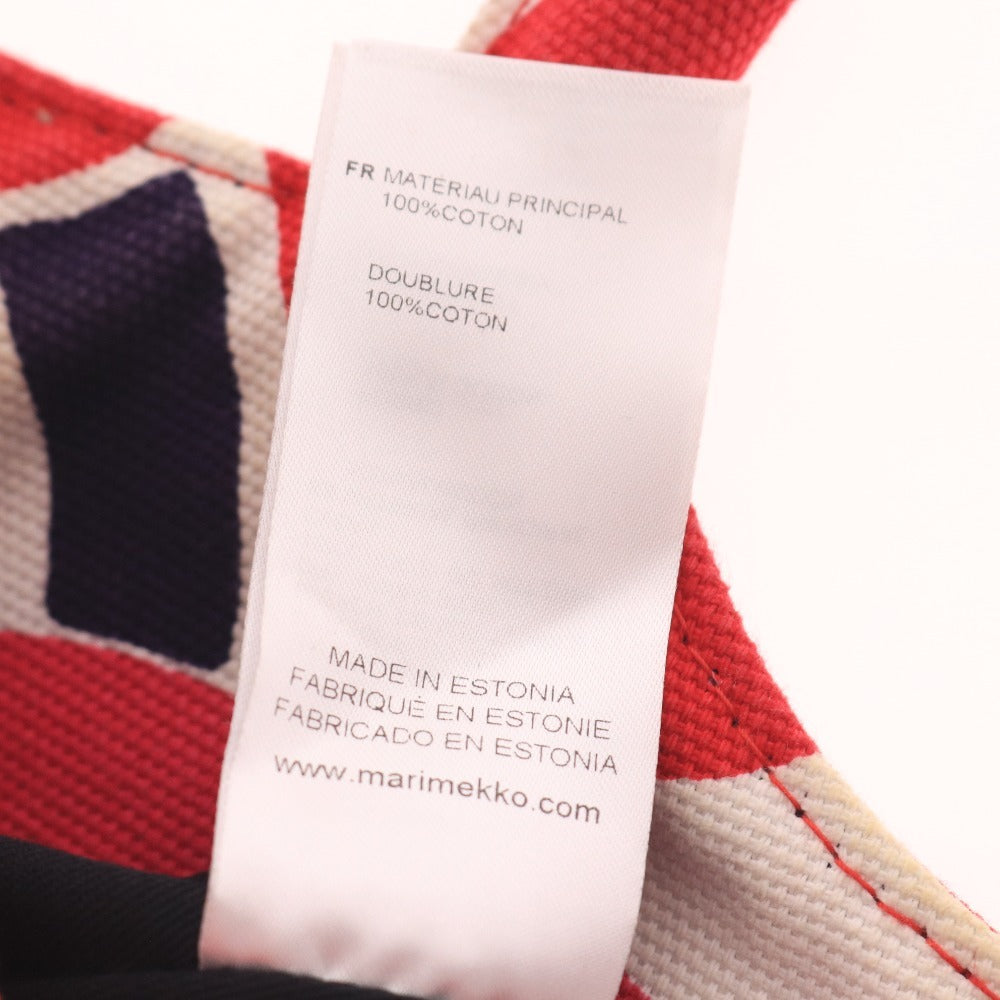 FR MATÉRIAU PRINCIPAL
100%COTON
DOUBLURE
100%COTON
MADE IN ESTONIA
FABRIQUÉ EN ESTONIE
FABRICADO EN ESTONIA
www.marimekko.com